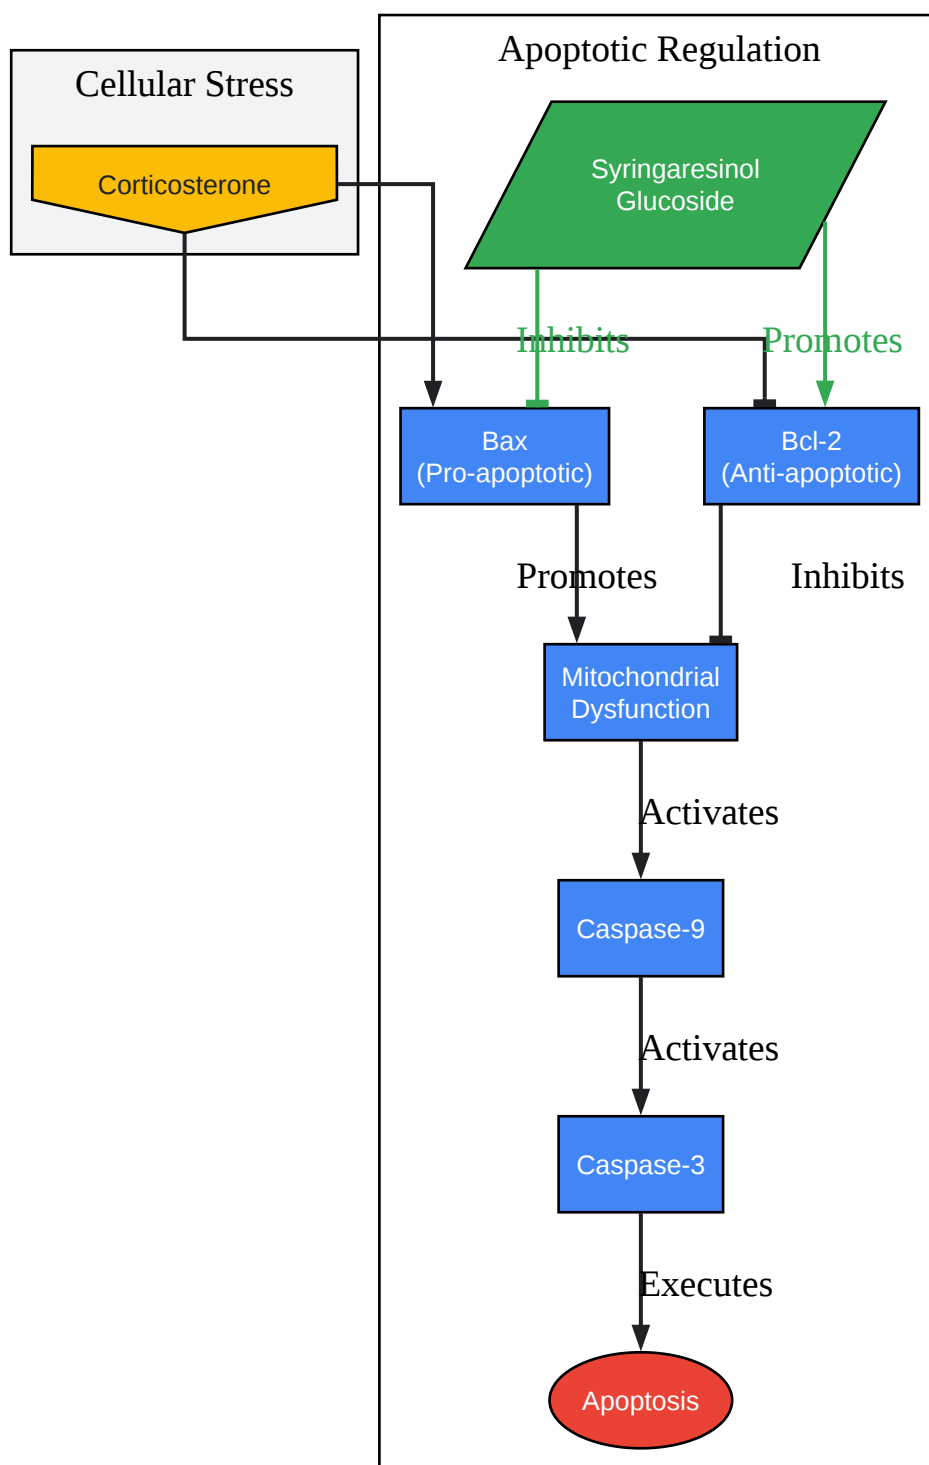 Apoptotic Regulation
Cellular Stress
Corticosterone
Syringaresinol
Glucoside
Inhibits
Promotes
Bax
(Pro-apoptotic)
Bcl-2
(Anti-apoptotic)
Promotes
Inhibits
Mitochondrial
Dysfunction
Activates
Caspase-9
Activates
Caspase-3
Executes
Apoptosis